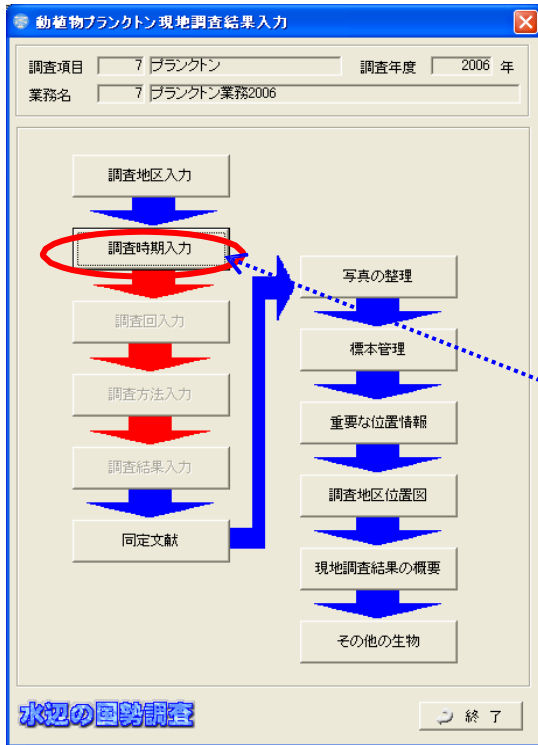 動植物プランクトン現地調査結果入力
調査項目 7 プランクトン 調査年度 2006 年
業務名 7 プランクトン業務2006
調査地区入力
調査時期入力
調査回入力
調査方法入力
調査結果入力
同定文献
写真の整理
標本管理
重要な位置情報
調査地区位置図
現地調査結果の概要
その他の生物
水辺の国勢調査
終 了